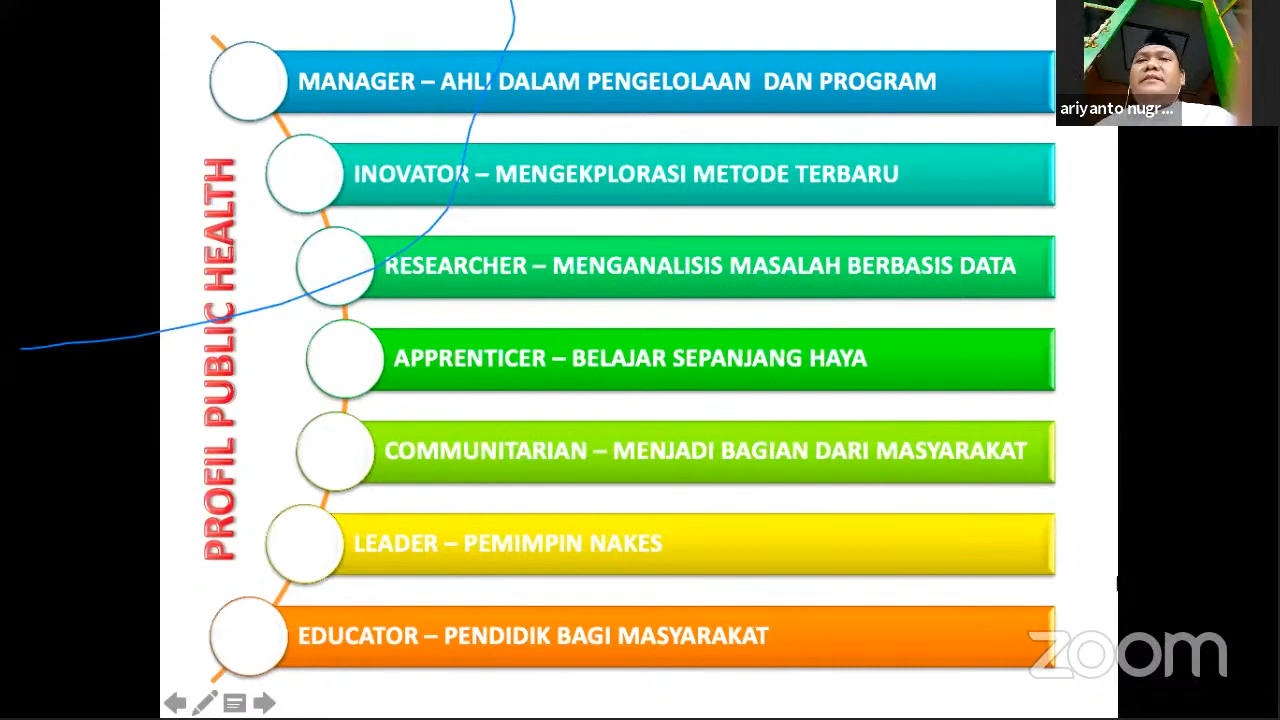 PROFIL PUBLIC HEALTH
MANAGER – AHLI DALAM PENGELOLAAN DAN PROGRAM
INOVATOR – MENGEKPLORASI METODE TERBARU
RESEARCHER – MENGANALISIS MASALAH BERBASIS DATA
APPRENTICER – BELAJAR SEPANJANG HAYA
COMMUNITARIAN – MENJADI BAGIAN DARI MASYARAKAT
LEADER – PEMIMPIN NAKES
EDUCATOR – PENDIDIK BAGI MASYARAKAT
ariyanto nugr...
zoom